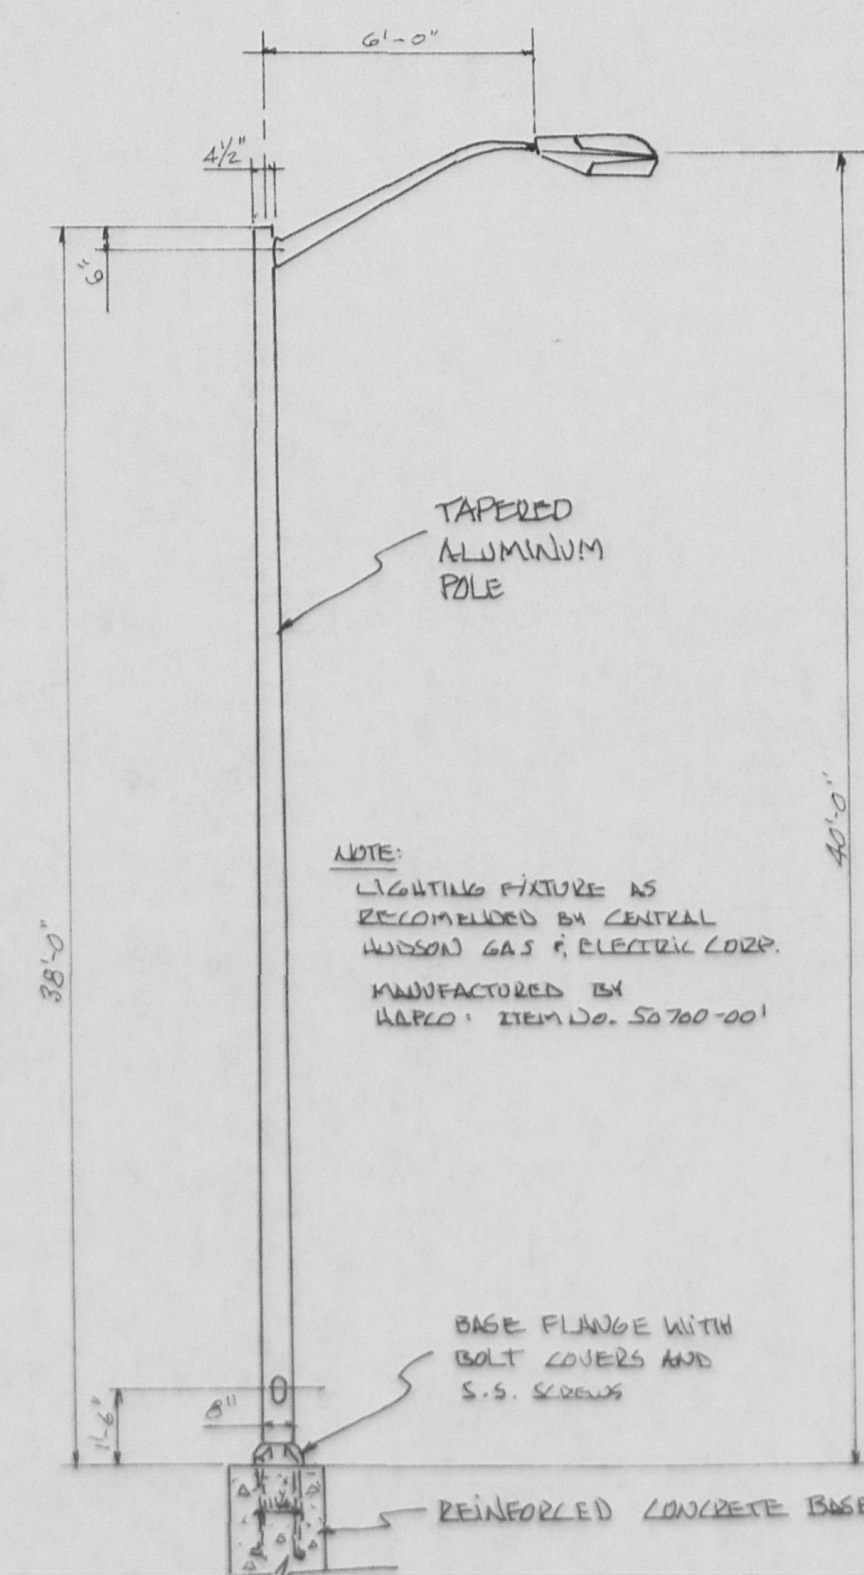 6'-0"
4½"
6"
TAPERED
ALUMINUM
POLE
40'-0"
NOTE:
LIGHTING FIXTURE AS
RECOMENDED BY CENTRAL
HUDSON GAS & ELECTRIC CORP.
MANUFACTURED BY
HAPCO: ITEM NO. 50700-001
38'-0"
BASE FLANGE WITH
BOLT COVERS AND
S.S. SCREWS
1'-6"
8"
REINFORCED CONCRETE BASE